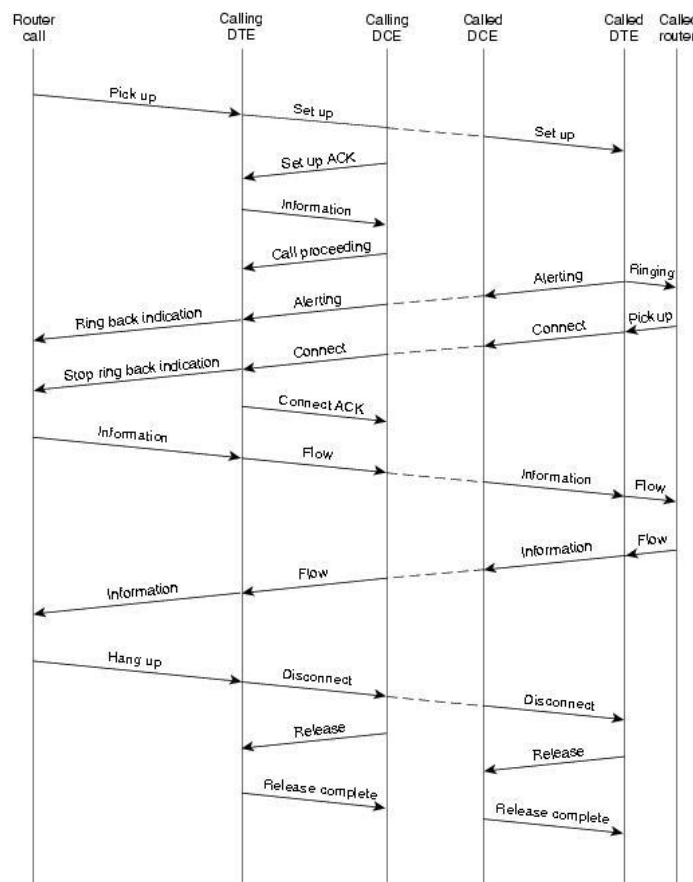 Router Calling Calling Called Called Called
call DTE DCE DCE DTE router
Pick up
Set up
Set up
Set up ACK
Information
Call proceeding
Ringing
Alerting
Alerting
Ring back indication
Pick up
Connect
Connect
Stop ring back indication
Connect ACK
Information
Flow
Information
Flow
Flow
Information
Flow
Information
Hang up
Disconnect
Disconnect
Release
Release
Release complete
Release complete